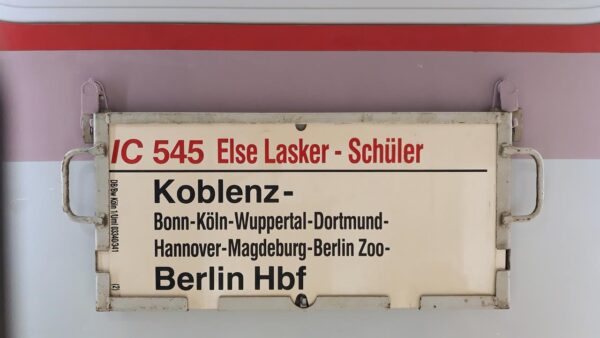 IC 545 Else Lasker - Schüler
Koblenz-
Bonn-Köln-Wuppertal-Dortmund-
Hannover-Magdeburg-Berlin Zoo-
Berlin Hbf
(Z)